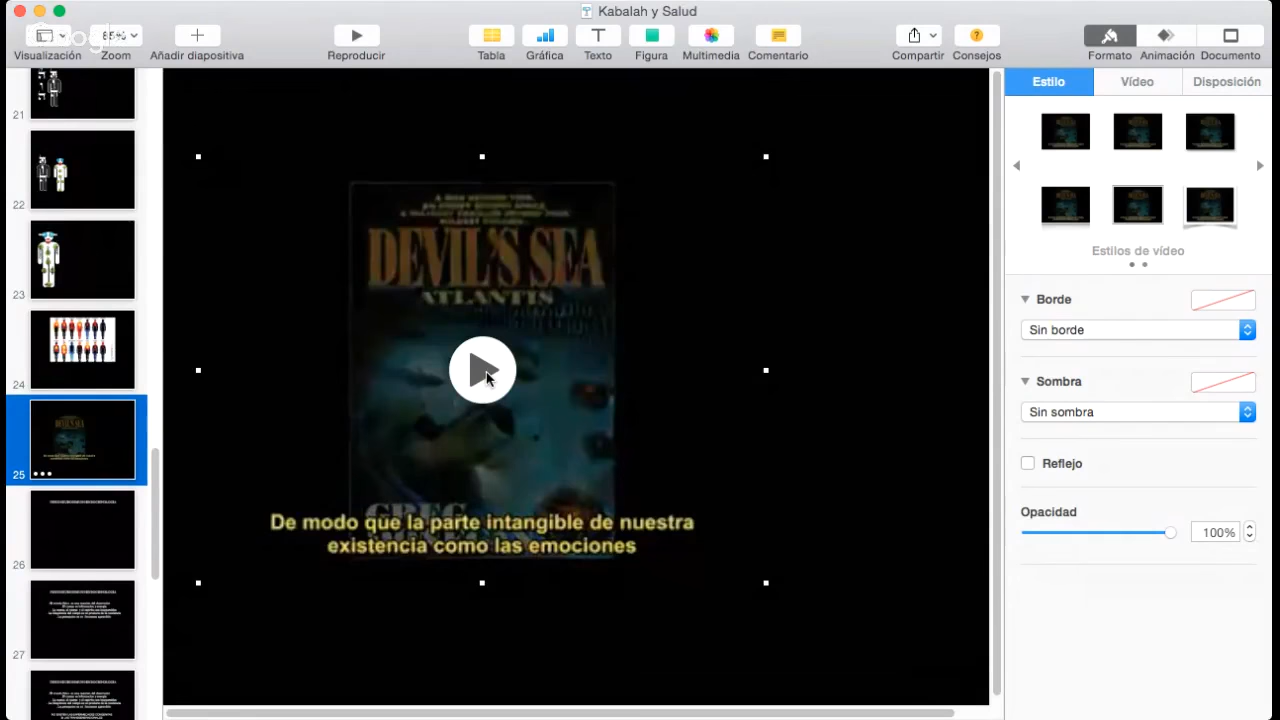 Kabalah y Salud
85%
Visualización Zoom Añadir diapositiva Reproducir Tabla Gráfica Texto Figura Multimedia Comentario Compartir Consejos Formato Animación Documento
Estilo Vídeo Disposición
21
22
23
24
25
26
27
DEVIL'S SEA
ATLANTIS
GREG
De modo que la parte intangible de nuestra
existencia como las emociones
Estilos de vídeo
Borde
Sin borde
Sombra
Sin sombra
Reflejo
Opacidad
100%